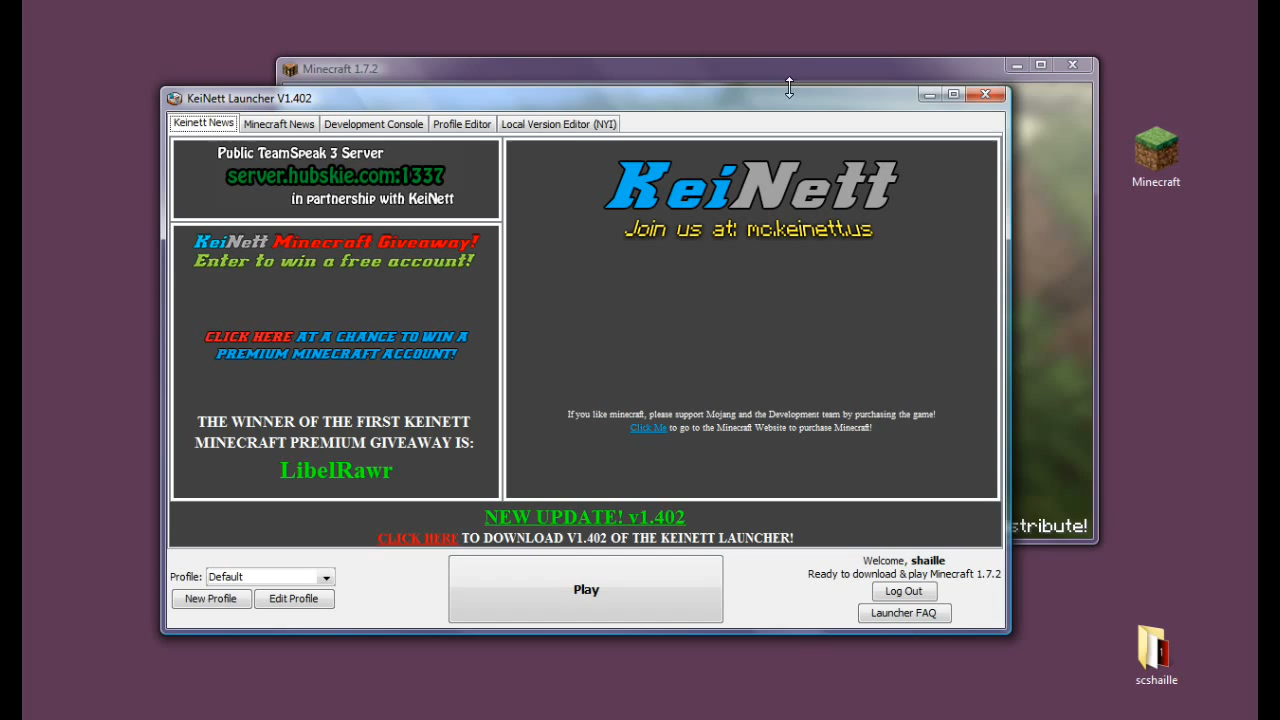 Minecraft 1.7.2
KeiNett Launcher V1.402
Keinett News
Minecraft News
Development Console
Profile Editor
Local Version Editor (NYI)
Public TeamSpeak 3 Server
server.hubskie.com:1337
in partnership with KeiNett
KeiNett Minecraft Giveaway!
Enter to win a free account!
CLICK HERE AT A CHANCE TO WIN A
PREMIUM MINECRAFT ACCOUNT!
THE WINNER OF THE FIRST KEINETT
MINECRAFT PREMIUM GIVEAWAY IS:
LibelRawr
KeiNett
Join us at: mc.keinett.us
If you like minecraft, please support Mojang and the Development team by purchasing the game!
Click Me to go to the Minecraft Website to purchase Minecraft!
NEW UPDATE! v1.402
CLICK HERE TO DOWNLOAD V1.402 OF THE KEINETT LAUNCHER!
Profile: Default
New Profile
Edit Profile
Play
Welcome, shaille
Ready to download & play Minecraft 1.7.2
Log Out
Launcher FAQ
stribute!
Minecraft
scshaille